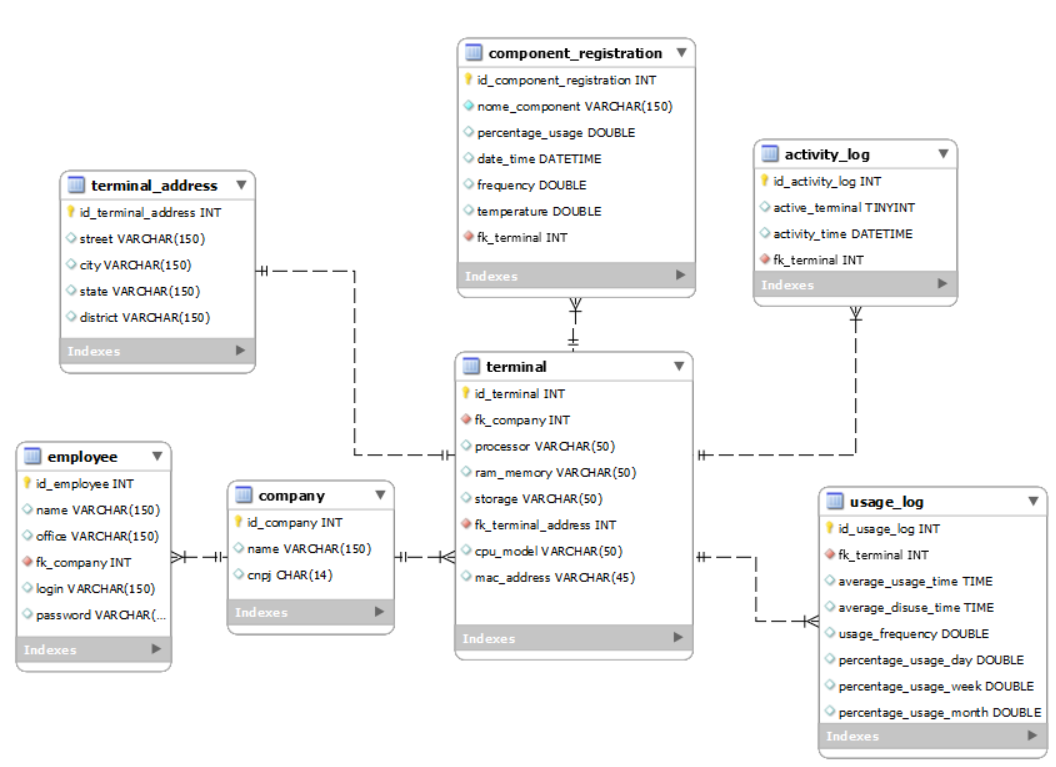 component_registration
id_component_registration INT
nome_component VARCHAR(150)
percentage_usage DOUBLE
date_time DATETIME
frequency DOUBLE
temperature DOUBLE
fk_terminal INT
Indexes
activity_log
id_activity_log INT
active_terminal TINYINT
activity_time DATETIME
fk_terminal INT
Indexes
terminal_address
id_terminal_address INT
street VARCHAR(150)
city VARCHAR(150)
state VARCHAR(150)
district VARCHAR(150)
Indexes
terminal
id_terminal INT
fk_company INT
processor VARCHAR(50)
ram_memory VARCHAR(50)
storage VARCHAR(50)
fk_terminal_address INT
cpu_model VARCHAR(50)
mac_address VARCHAR(45)
Indexes
employee
id_employee INT
name VARCHAR(150)
office VARCHAR(150)
fk_company INT
login VARCHAR(150)
password VARCHAR(...
Indexes
company
id_company INT
name VARCHAR(150)
cnpj CHAR(14)
Indexes
usage_log
id_usage_log INT
fk_terminal INT
average_usage_time TIME
average_disuse_time TIME
usage_frequency DOUBLE
percentage_usage_day DOUBLE
percentage_usage_week DOUBLE
percentage_usage_month DOUBLE
Indexes